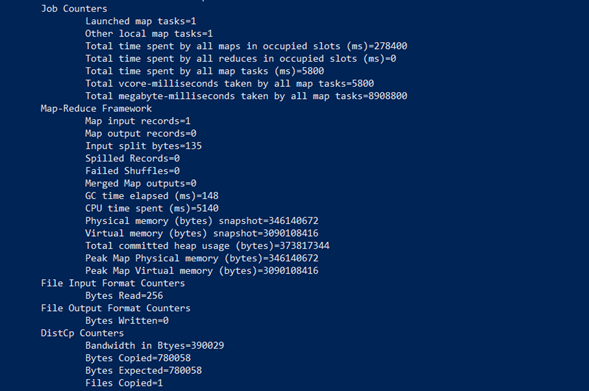 Job Counters
Launched map tasks=1
Other local map tasks=1
Total time spent by all maps in occupied slots (ms)=278400
Total time spent by all reduces in occupied slots (ms)=0
Total time spent by all map tasks (ms)=5800
Total vcore-milliseconds taken by all map tasks=5800
Total megabyte-milliseconds taken by all map tasks=8908800
Map-Reduce Framework
Map input records=1
Map output records=0
Input split bytes=135
Spilled Records=0
Failed Shuffles=0
Merged Map outputs=0
GC time elapsed (ms)=148
CPU time spent (ms)=5140
Physical memory (bytes) snapshot=346140672
Virtual memory (bytes) snapshot=3090108416
Total committed heap usage (bytes)=373817344
Peak Map Physical memory (bytes)=346140672
Peak Map Virtual memory (bytes)=3090108416
File Input Format Counters
Bytes Read=256
File Output Format Counters
Bytes Written=0
DistCp Counters
Bandwidth in Btyes=390029
Bytes Copied=780058
Bytes Expected=780058
Files Copied=1